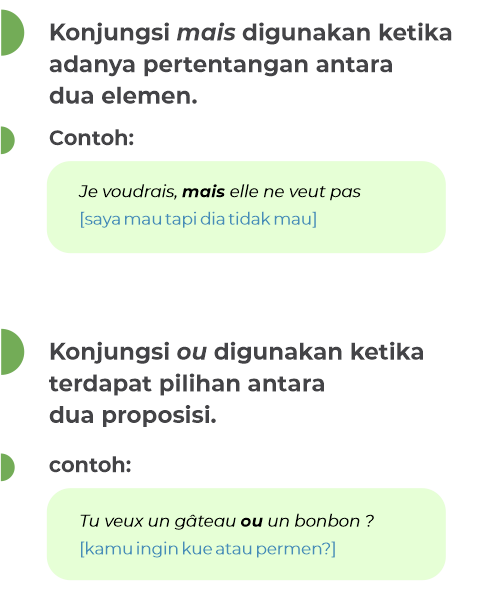 Konjungsi mais digunakan ketika
adanya pertentangan antara
dua elemen.
Contoh:
Je voudrais, mais elle ne veut pas
[saya mau tapi dia tidak mau]
Konjungsi ou digunakan ketika
terdapat pilihan antara
dua proposisi.
contoh:
Tu veux un gâteau ou un bonbon ?
[kamu ingin kue atau permen?]